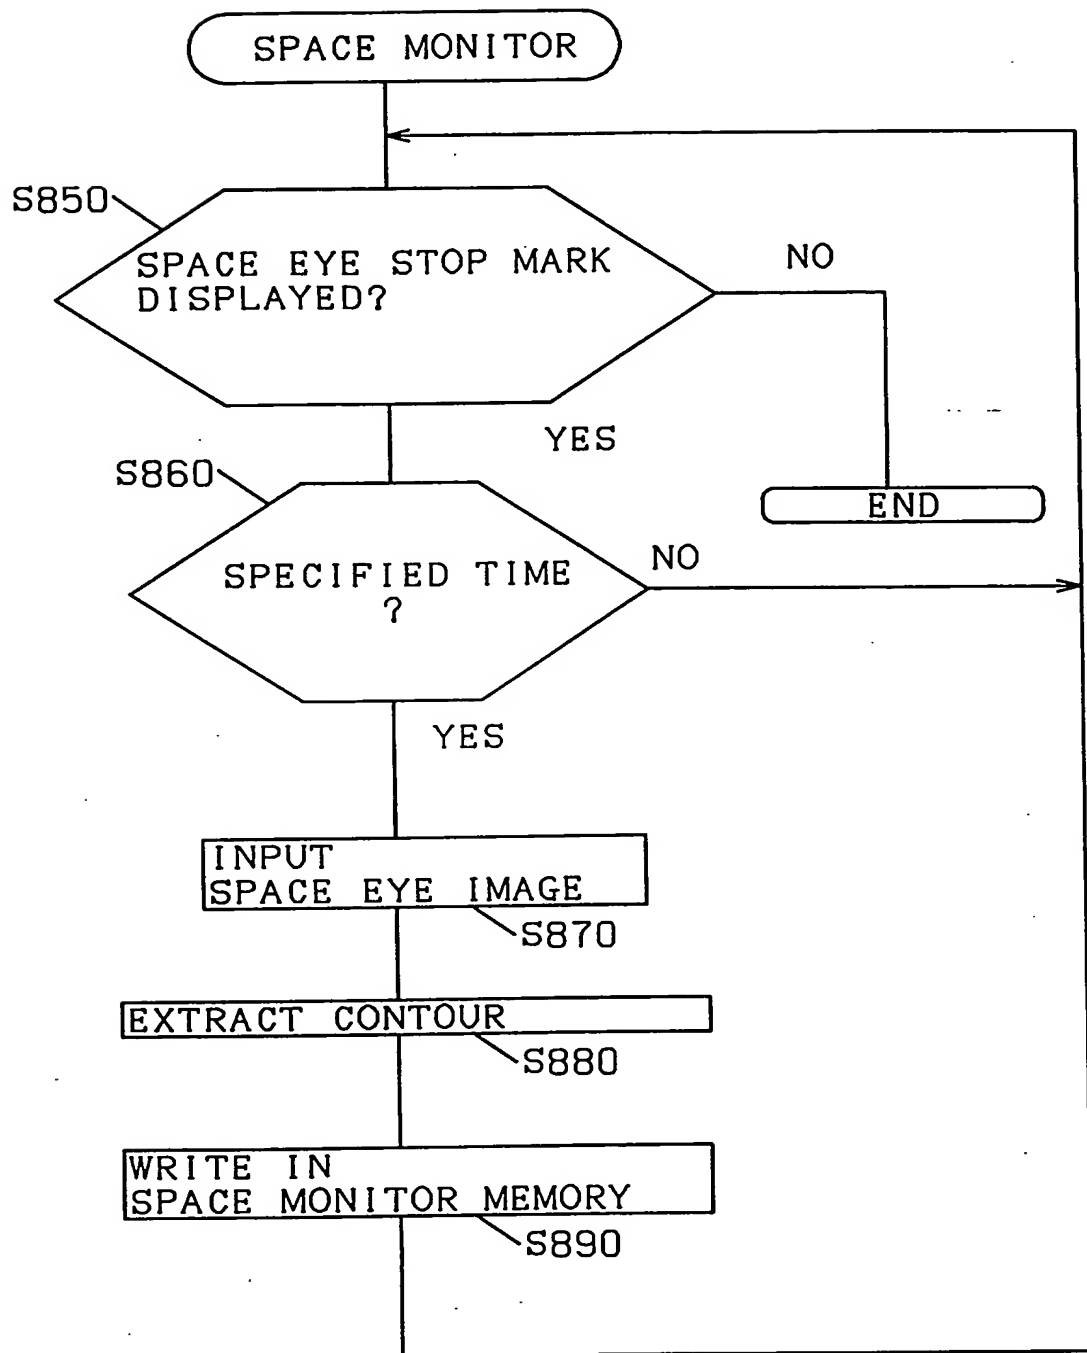 SPACE MONITOR
S850
SPACE EYE STOP MARK
DISPLAYED?
NO
YES
S860
END
SPECIFIED TIME
?
NO
YES
INPUT
SPACE EYE IMAGE
S870
EXTRACT CONTOUR
S880
WRITE IN
SPACE MONITOR MEMORY
S890